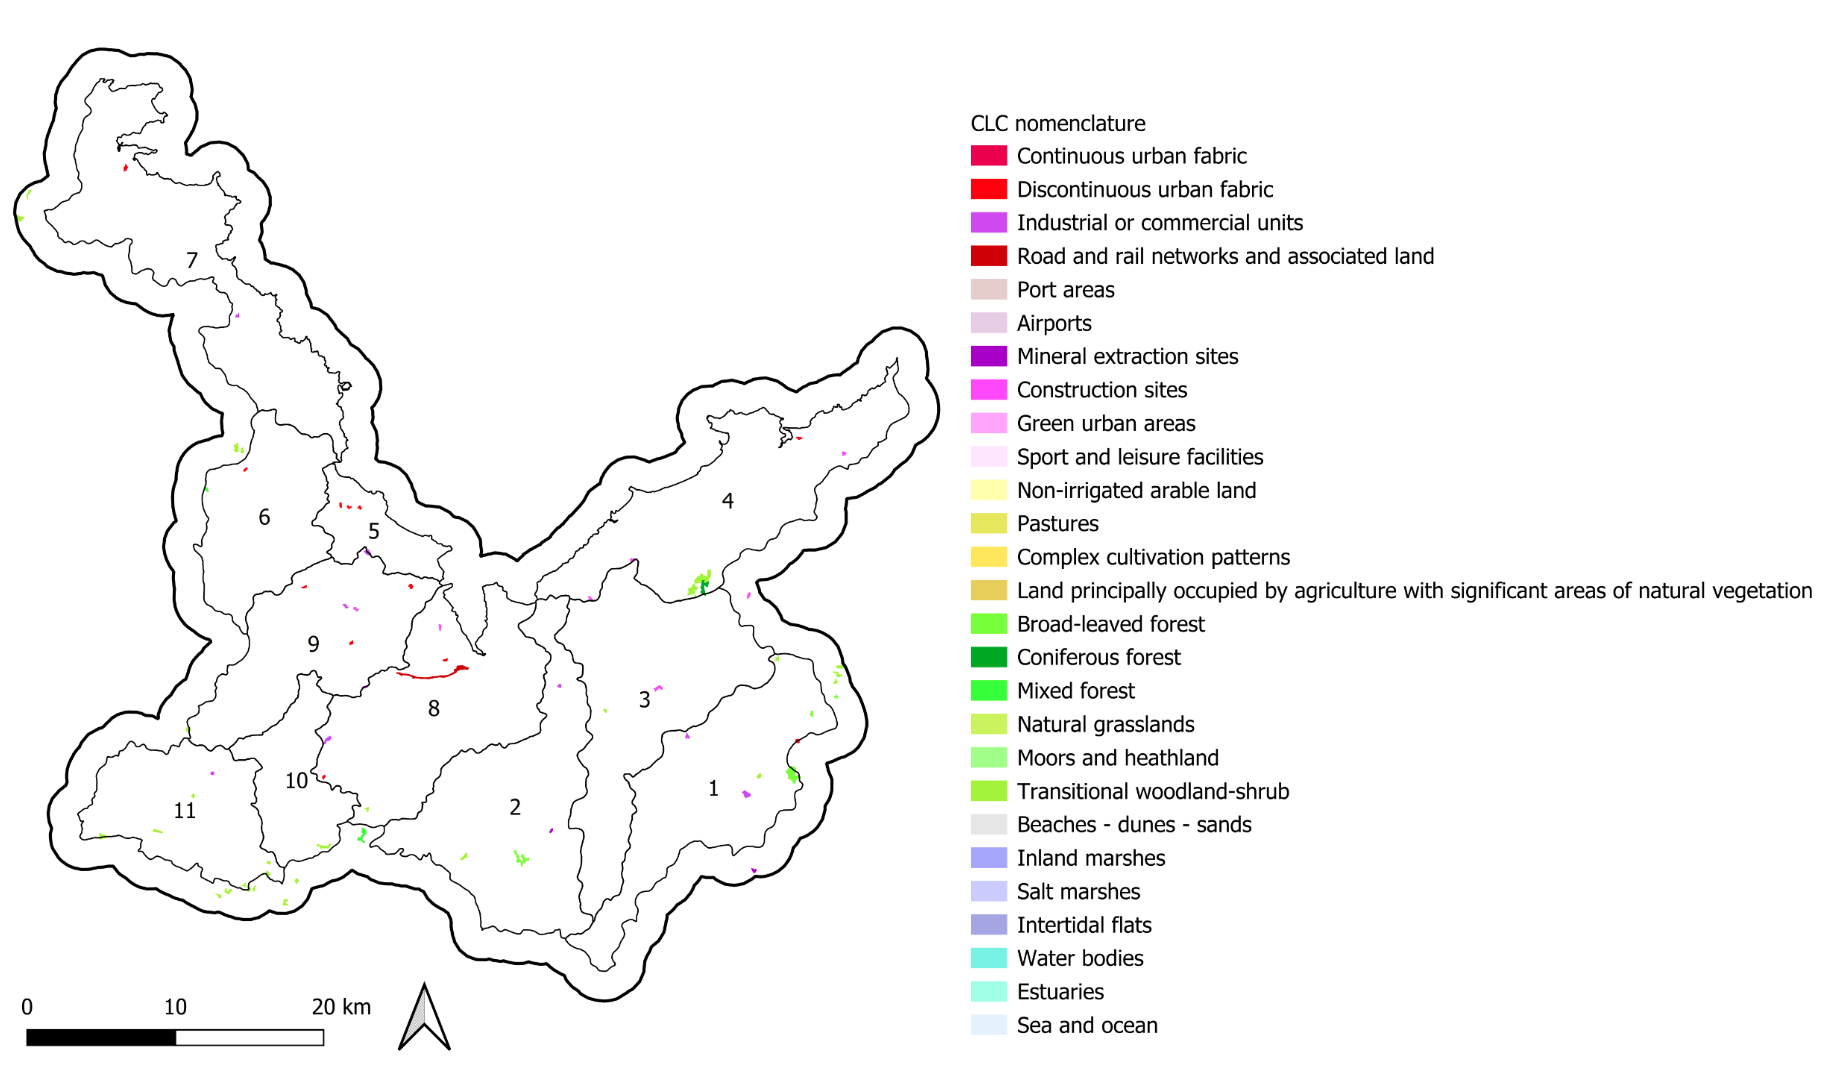 7
6
5
4
9
8
3
10
11
2
1
0 10 20 km
CLC nomenclature
Continuous urban fabric
Discontinuous urban fabric
Industrial or commercial units
Road and rail networks and associated land
Port areas
Airports
Mineral extraction sites
Construction sites
Green urban areas
Sport and leisure facilities
Non-irrigated arable land
Pastures
Complex cultivation patterns
Land principally occupied by agriculture with significant areas of natural vegetation
Broad-leaved forest
Coniferous forest
Mixed forest
Natural grasslands
Moors and heathland
Transitional woodland-shrub
Beaches - dunes - sands
Inland marshes
Salt marshes
Intertidal flats
Water bodies
Estuaries
Sea and ocean